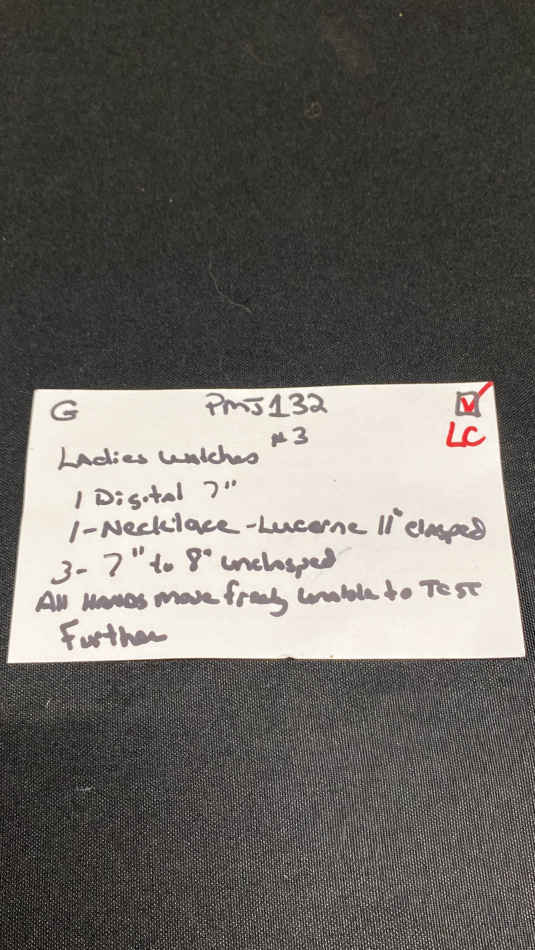 G PMJ132
LC
Ladies Watches #3
1 Digital 7"
1-Necklace-Lucerne 11" clasped
3- 7" to 8" unclasped
All HANDS move freely unable to TEST
Further